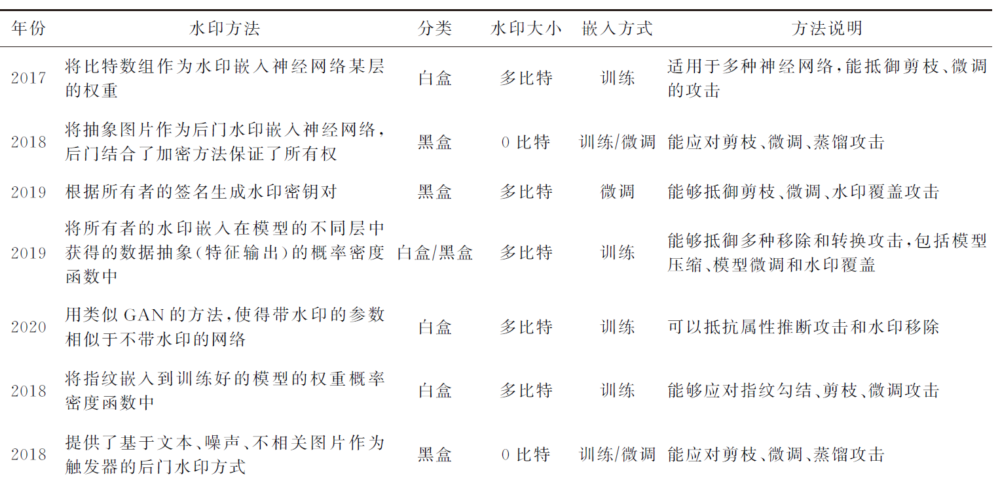 年份 水印方法 分类 水印大小 嵌入方式 方法说明
2017 将比特数组作为水印嵌入神经网络某层的权重 白盒 多比特 训练 适用于多种神经网络,能抵御剪枝、微调的攻击
2018 将抽象图片作为后门水印嵌入神经网络,后门结合了加密方法保证了所有权 黑盒 0比特 训练/微调 能应对剪枝、微调、蒸馏攻击
2019 根据所有者的签名生成水印密钥对 黑盒 多比特 微调 能够抵御剪枝、微调、水印覆盖攻击
2019 将所有者的水印嵌入在模型的不同层中获得的数据抽象(特征输出)的概率密度函数中 白盒/黑盒 多比特 训练 能够抵御多种移除和转换攻击,包括模型压缩、模型微调和水印覆盖
2020 用类似GAN的方法,使得带水印的参数相似于不带水印的网络 白盒 多比特 训练 可以抵抗属性推断攻击和水印移除
2018 将指纹嵌入到训练好的模型的权重概率密度函数中 白盒 多比特 训练 能够应对指纹勾结、剪枝、微调攻击
2018 提供了基于文本、噪声、不相关图片作为触发器的后门水印方式 黑盒 0比特 训练/微调 能应对剪枝、微调、蒸馏攻击